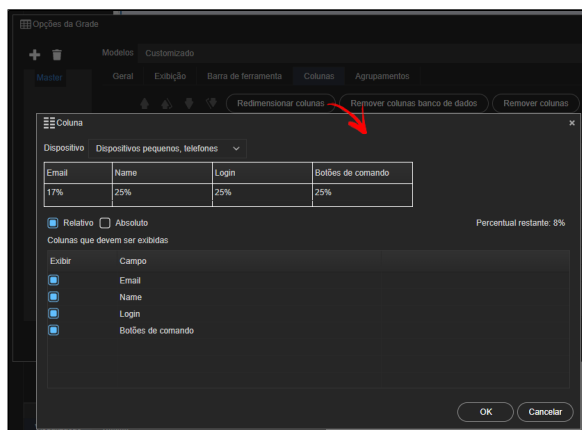 Opções da Grade
Modelos Customizado
Master
Geral Exibição Barra de ferramenta Colunas Agrupamentos
Redimensionar colunas Remover colunas banco de dados Remover colunas
Coluna ×
Dispositivo Dispositivos pequenos, telefones
Email Name Login Botões de comando
17% 25% 25% 25%
Relativo Absoluto Percentual restante: 8%
Colunas que devem ser exibidas
Exibir Campo
Email
Name
Login
Botões de comando
OK Cancelar